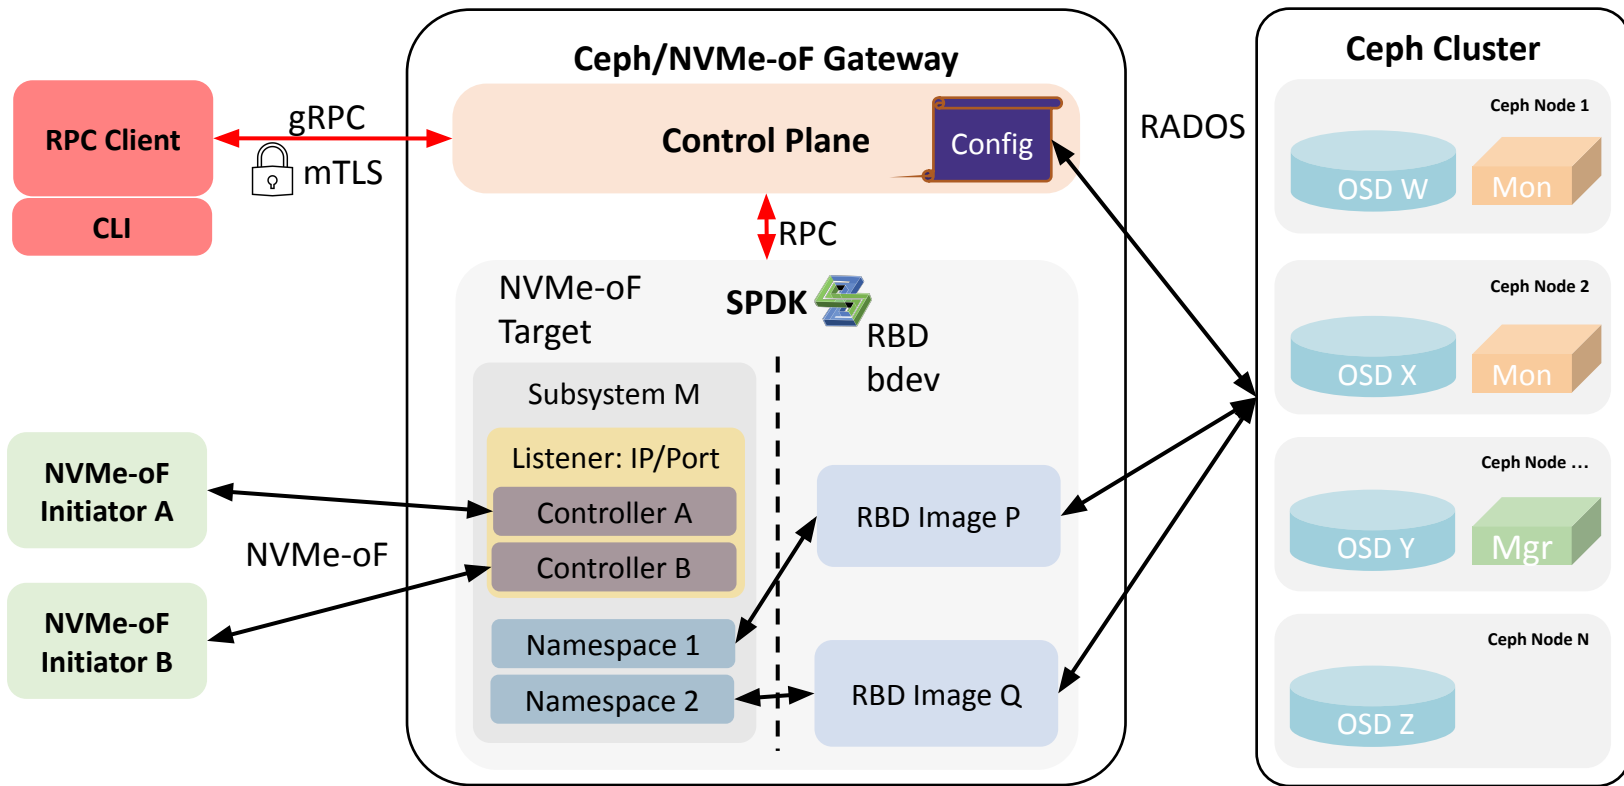 Ceph/NVMe-oF Gateway
Ceph Cluster
RPC Client
CLI
gRPC
mTLS
Control Plane
Config
RADOS
RPC
NVMe-oF
Target
SPDK
RBD
bdev
Subsystem M
Listener: IP/Port
Controller A
Controller B
Namespace 1
Namespace 2
NVMe-oF
Initiator A
NVMe-oF
NVMe-oF
Initiator B
RBD Image P
RBD Image Q
Ceph Node 1
OSD W
Mon
Ceph Node 2
OSD X
Mon
Ceph Node ...
OSD Y
Mgr
Ceph Node N
OSD Z